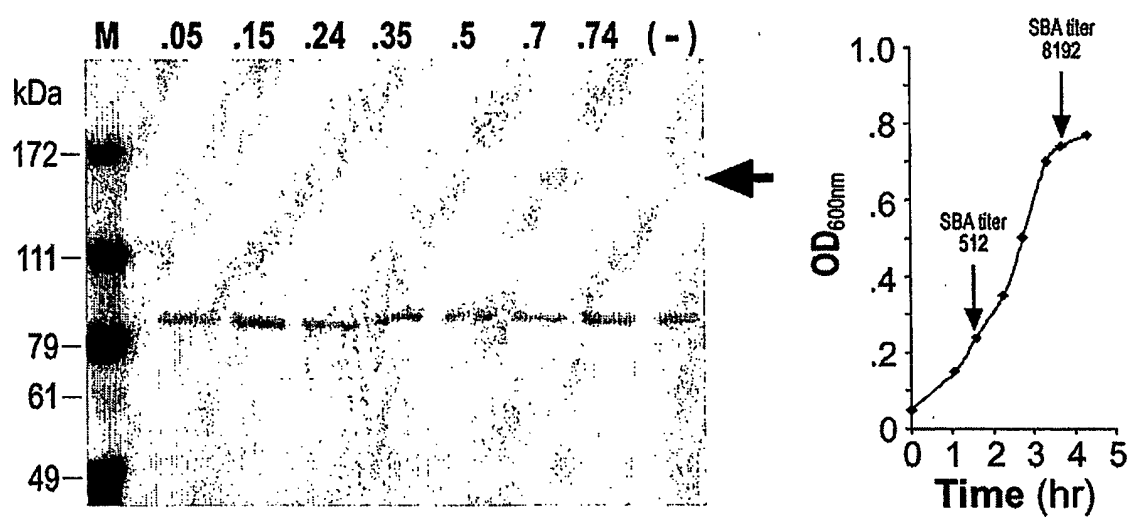 M .05 .15 .24 .35 .5 .7 .74 (-)
kDa
172
111
79
61
49
SBA titer
8192
SBA titer
512
1.0
.8
.6
.4
.2
0
OD600nm
0 1 2 3 4 5
Time (hr)